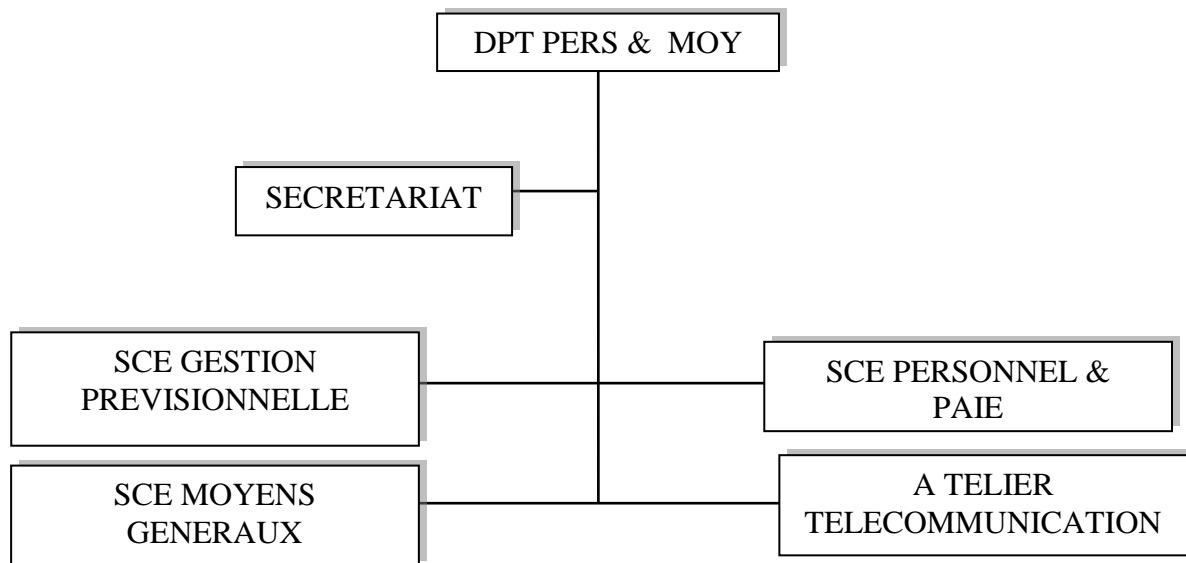 DPT PERS & MOY
SECRETARIAT
SCE GESTION
PREVISIONNELLE
SCE PERSONNEL &
PAIE
SCE MOYENS
GENERAUX
A TELIER
TELECOMMUNICATION